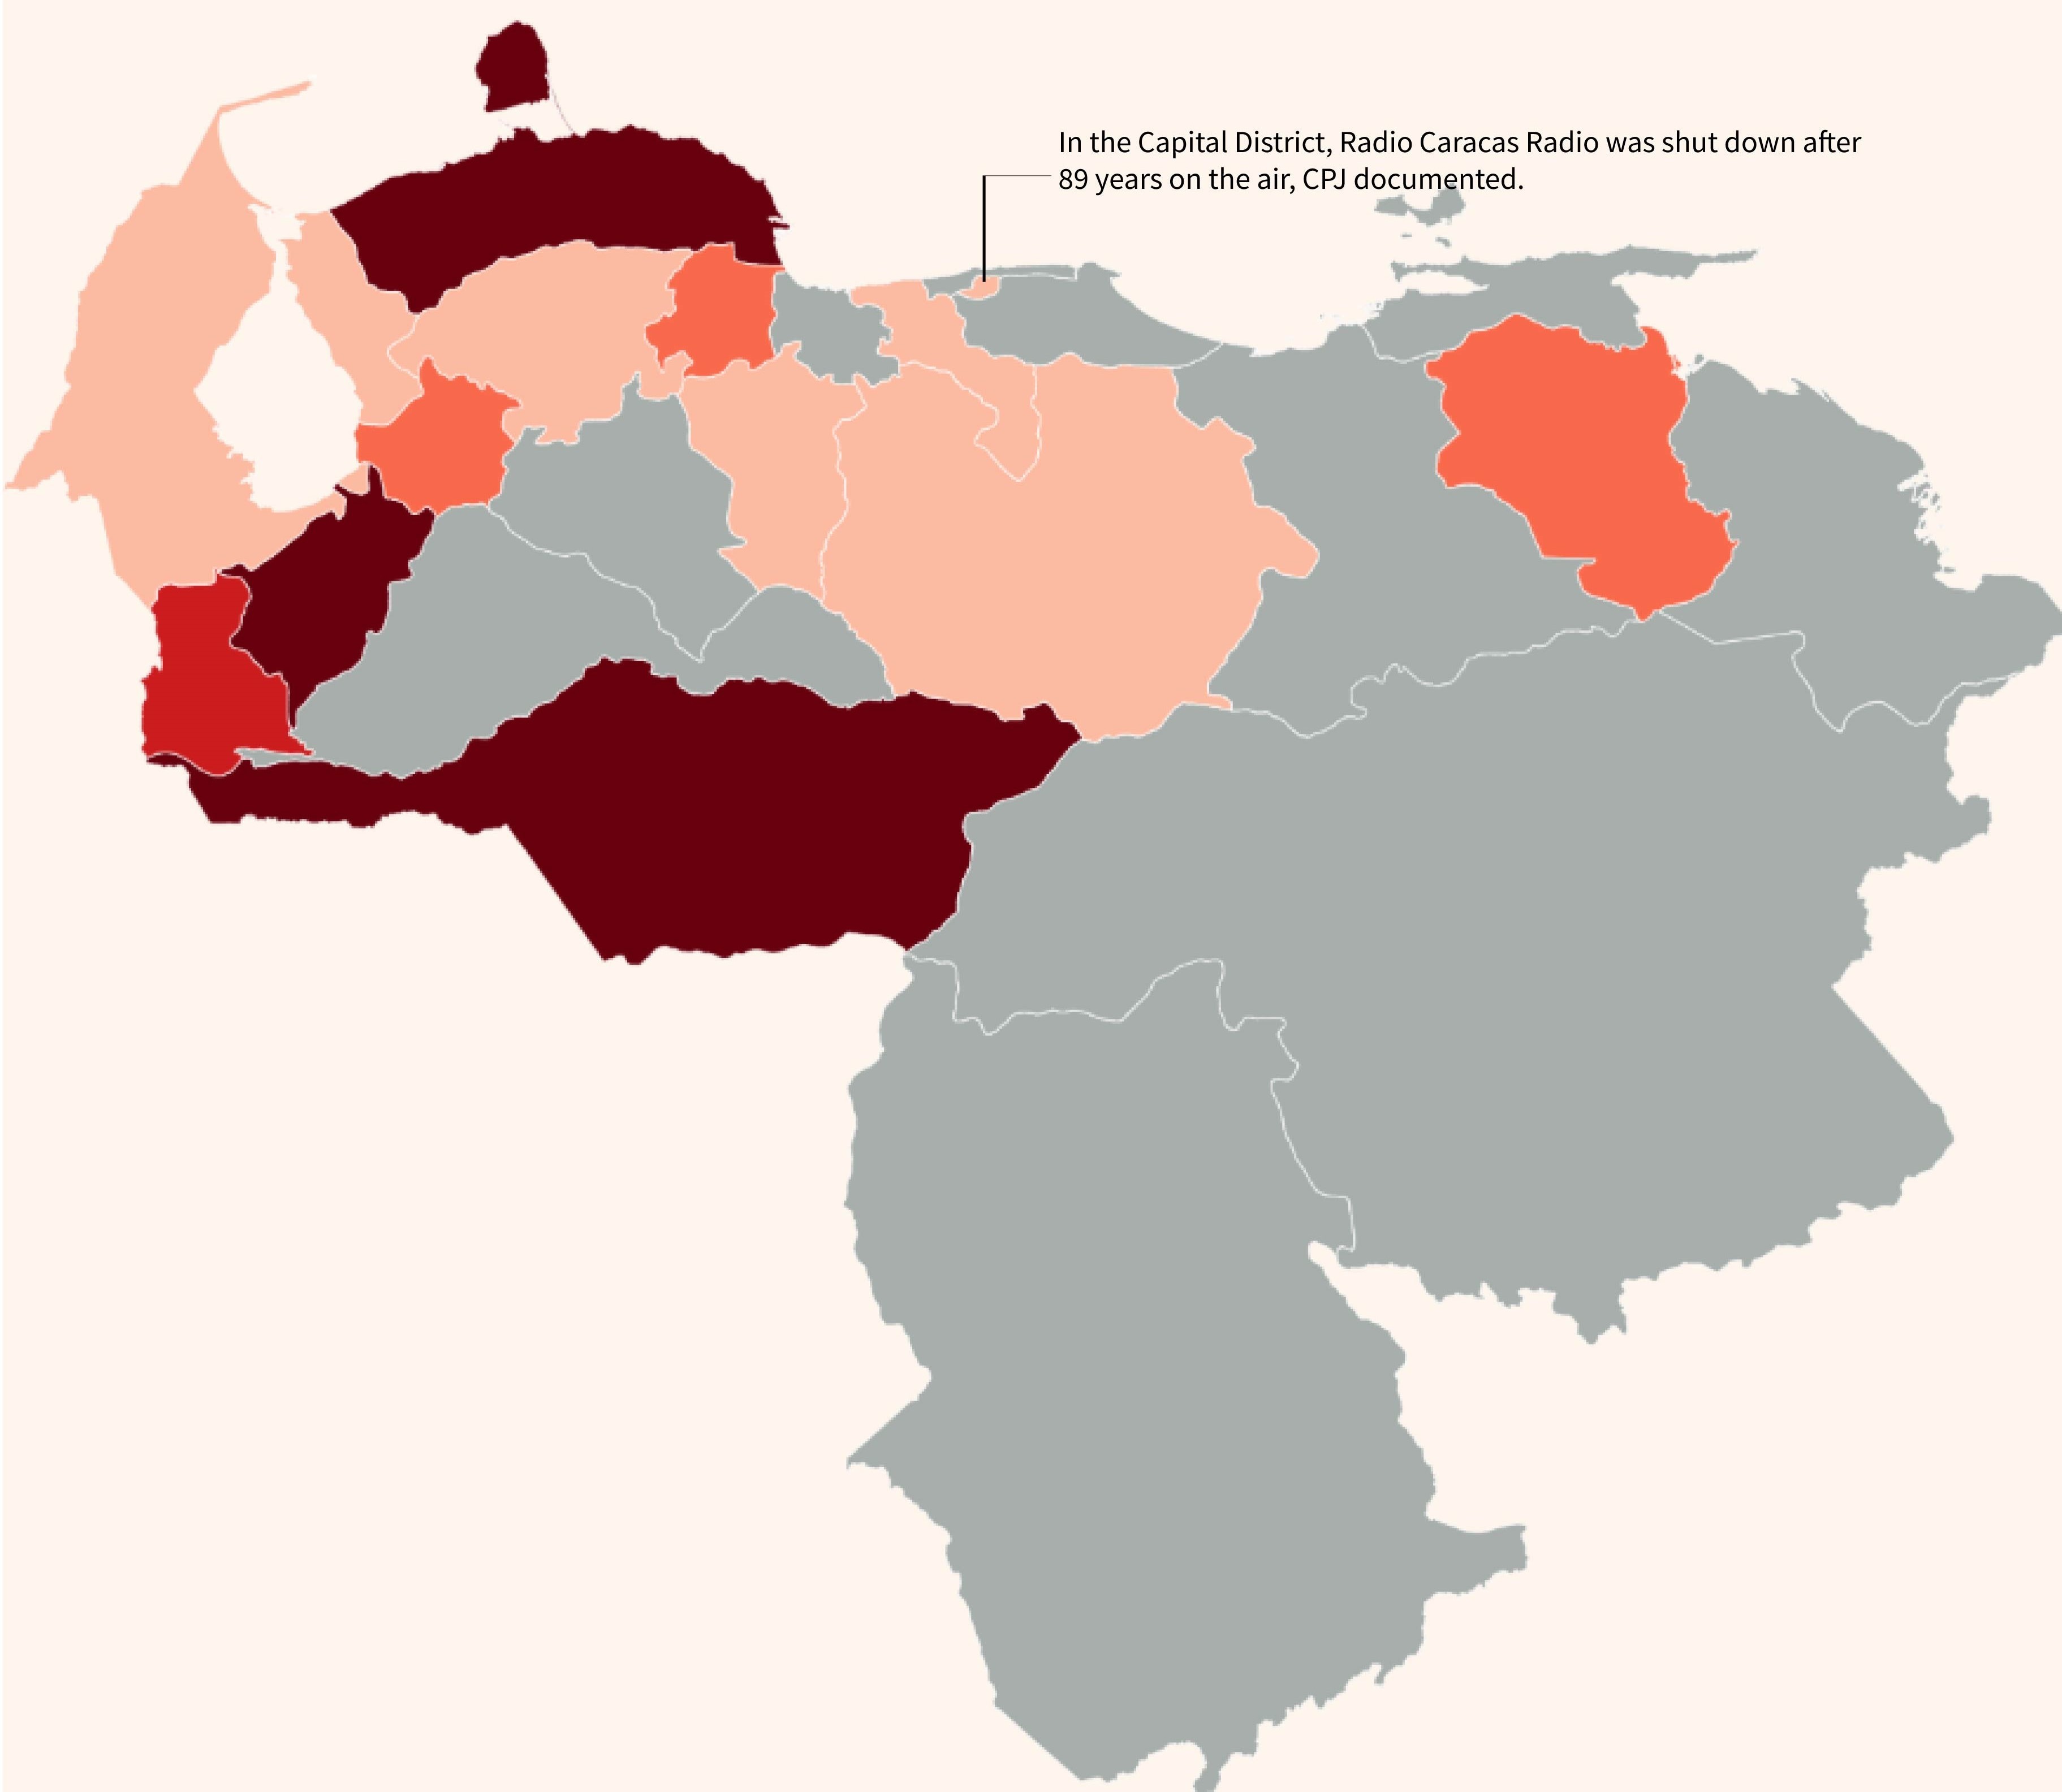 In the Capital District, Radio Caracas Radio was shut down after
89 years on the air, CPJ documented.